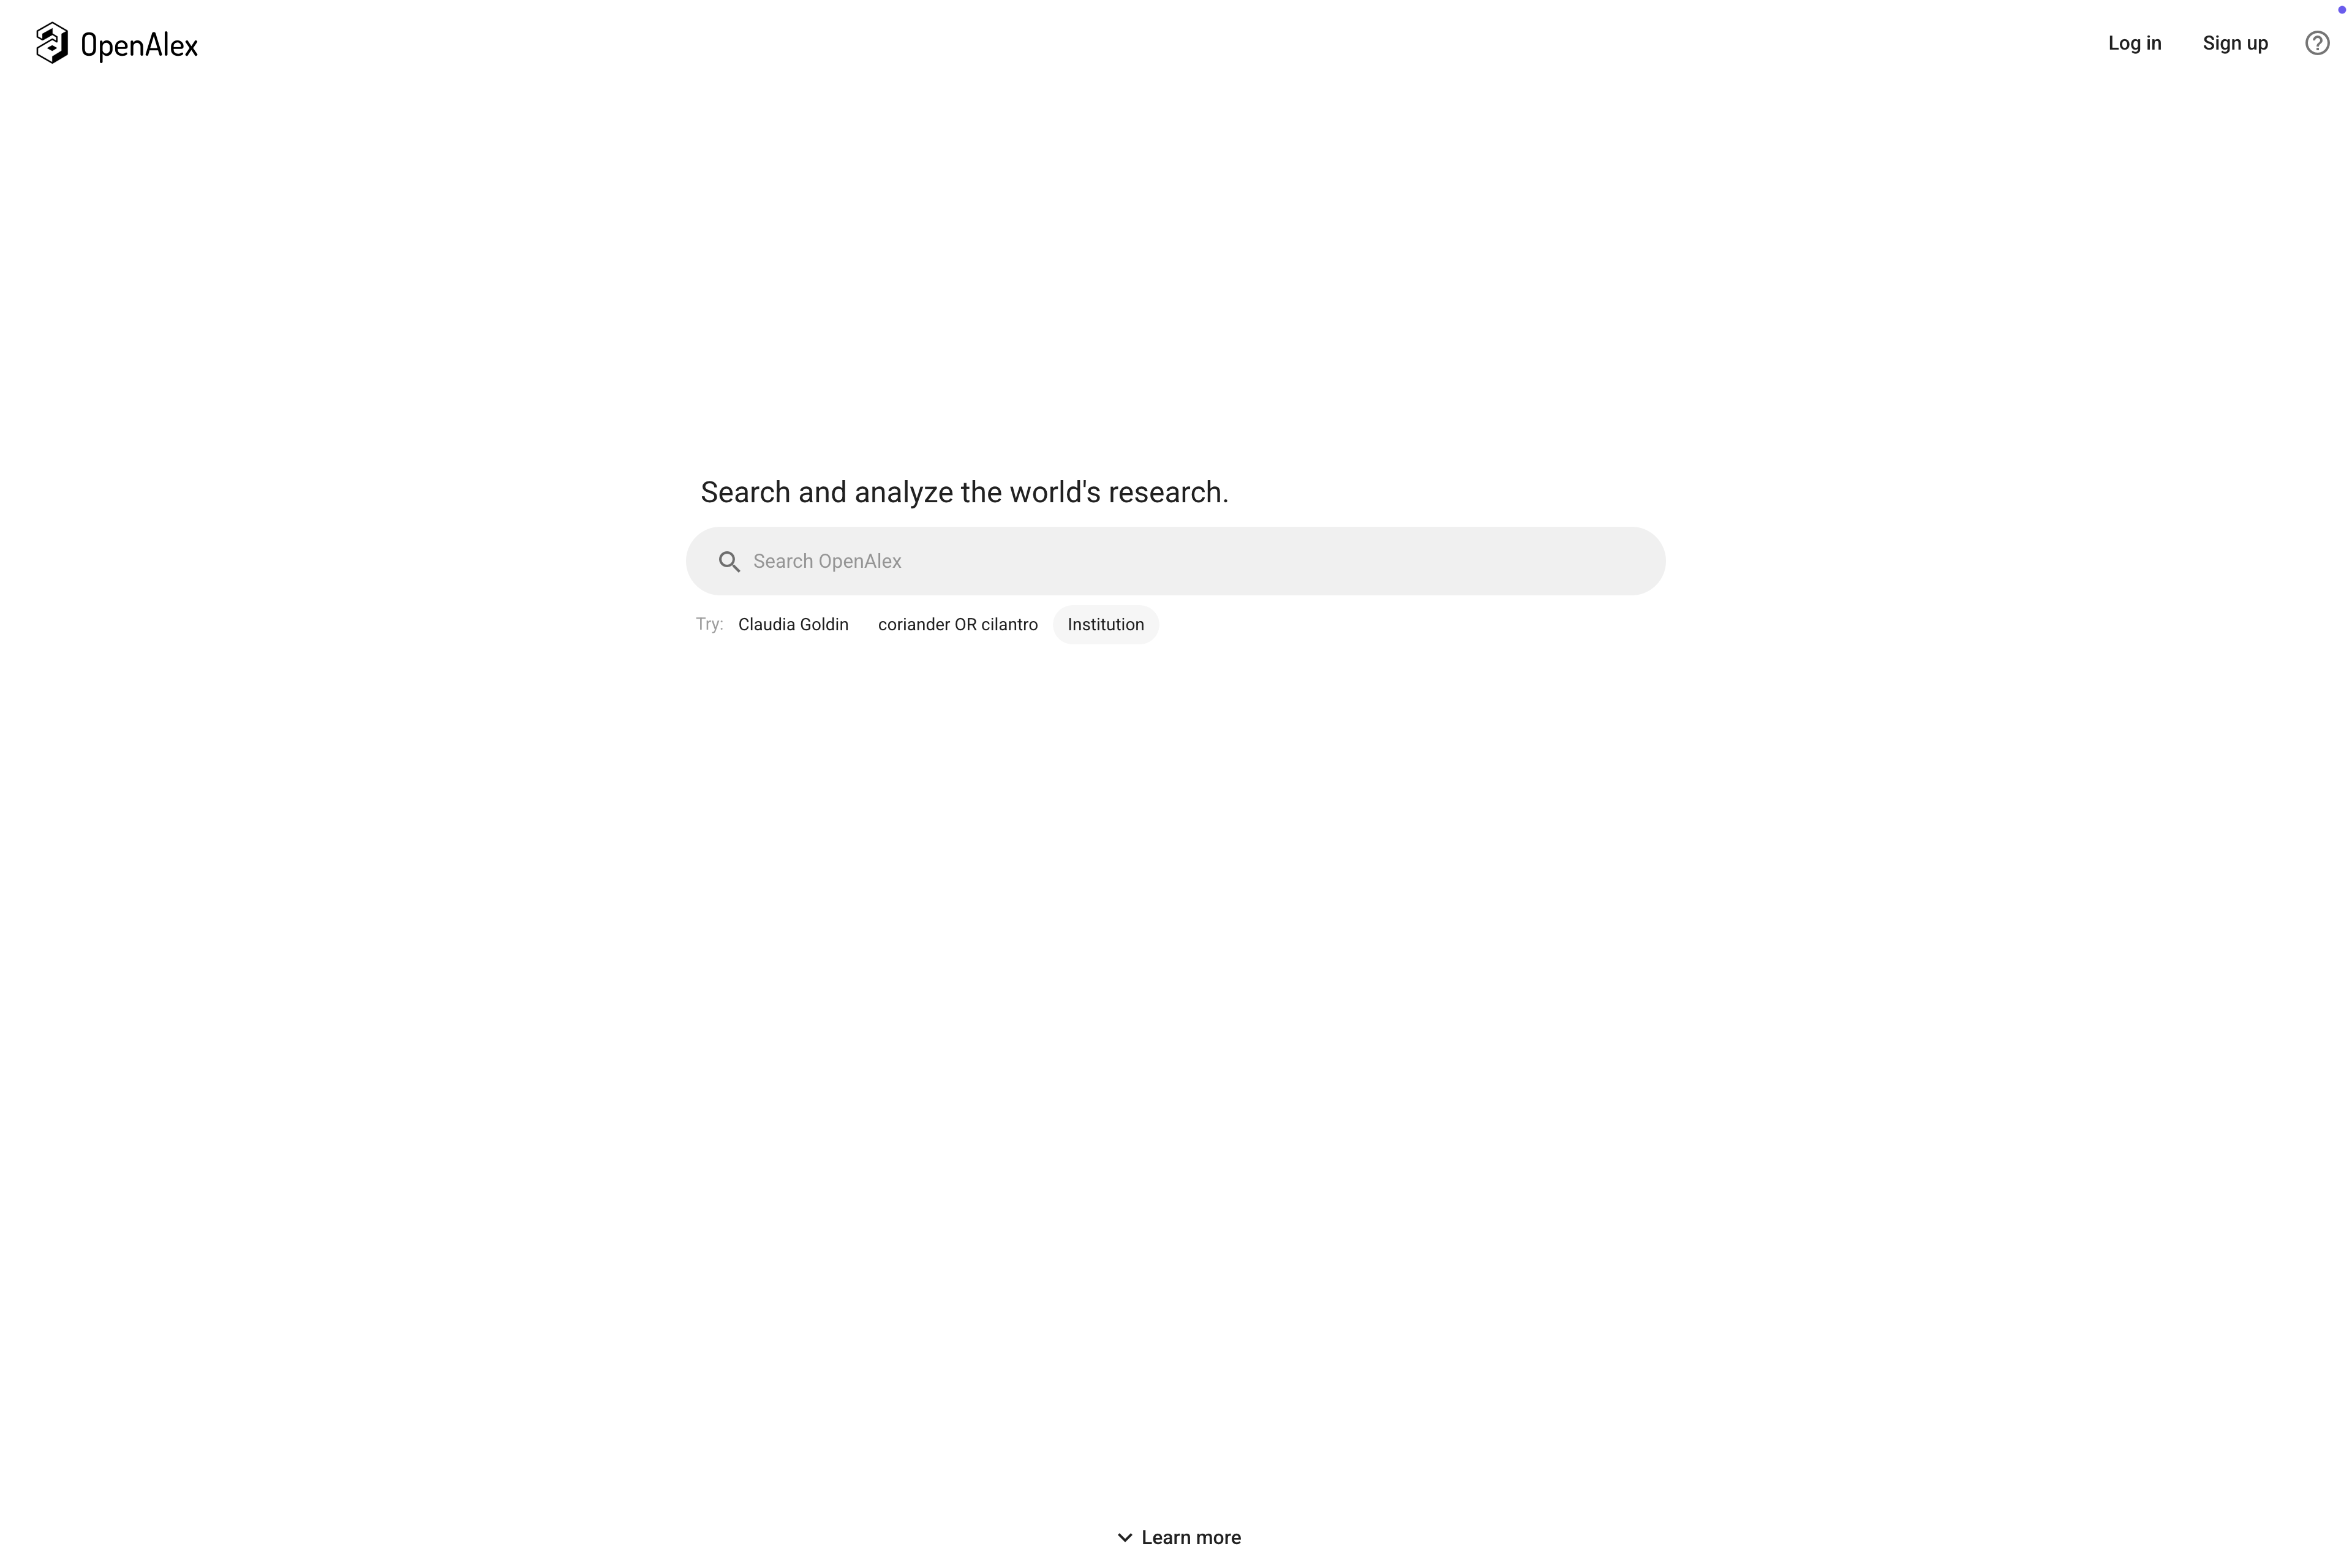 OpenAlex
Log in
Sign up
Search and analyze the world's research.
Search OpenAlex
Try: Claudia Goldin coriander OR cilantro Institution
Learn more